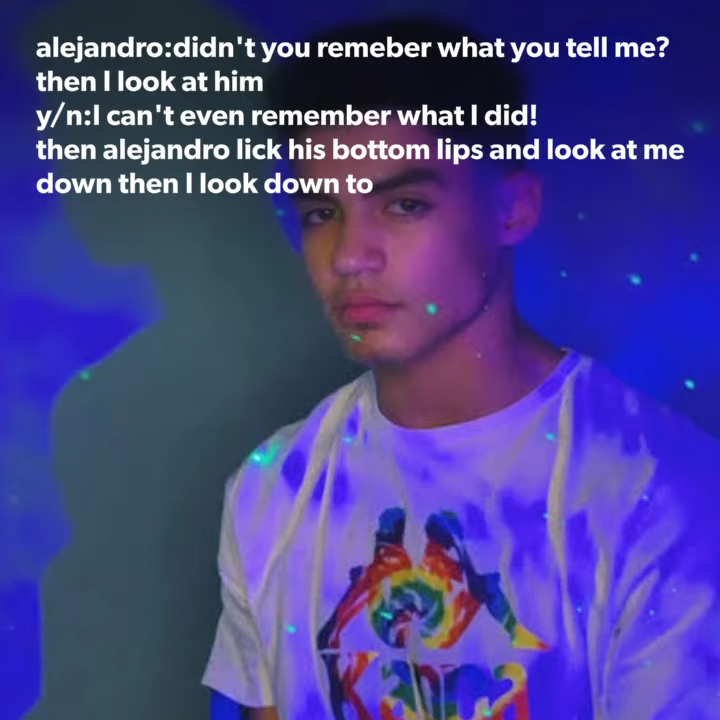 alejandro:didn't you remeber what you tell me?
then I look at him
y/n:I can't even remember what I did!
then alejandro lick his bottom lips and look at me
down then I look down to
Karma